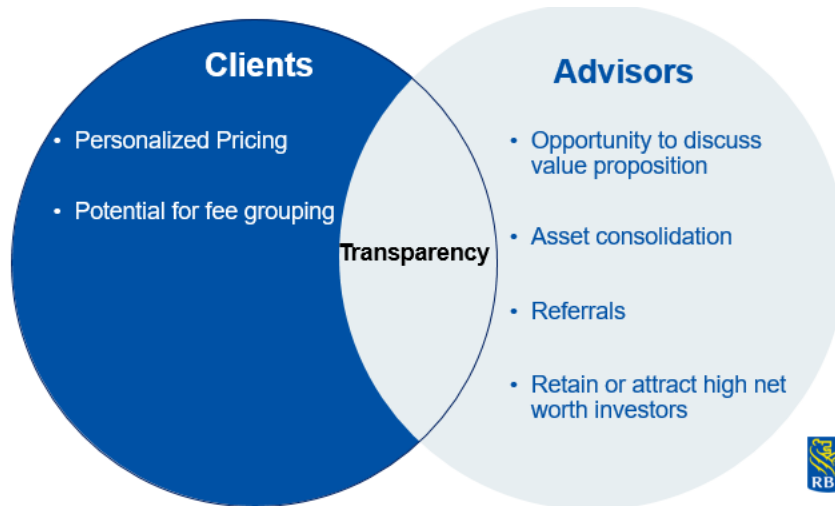 Clients
• Personalized Pricing
• Potential for fee grouping
Transparency
Advisors
• Opportunity to discuss
value proposition
• Asset consolidation
• Referrals
• Retain or attract high net
worth investors
RB